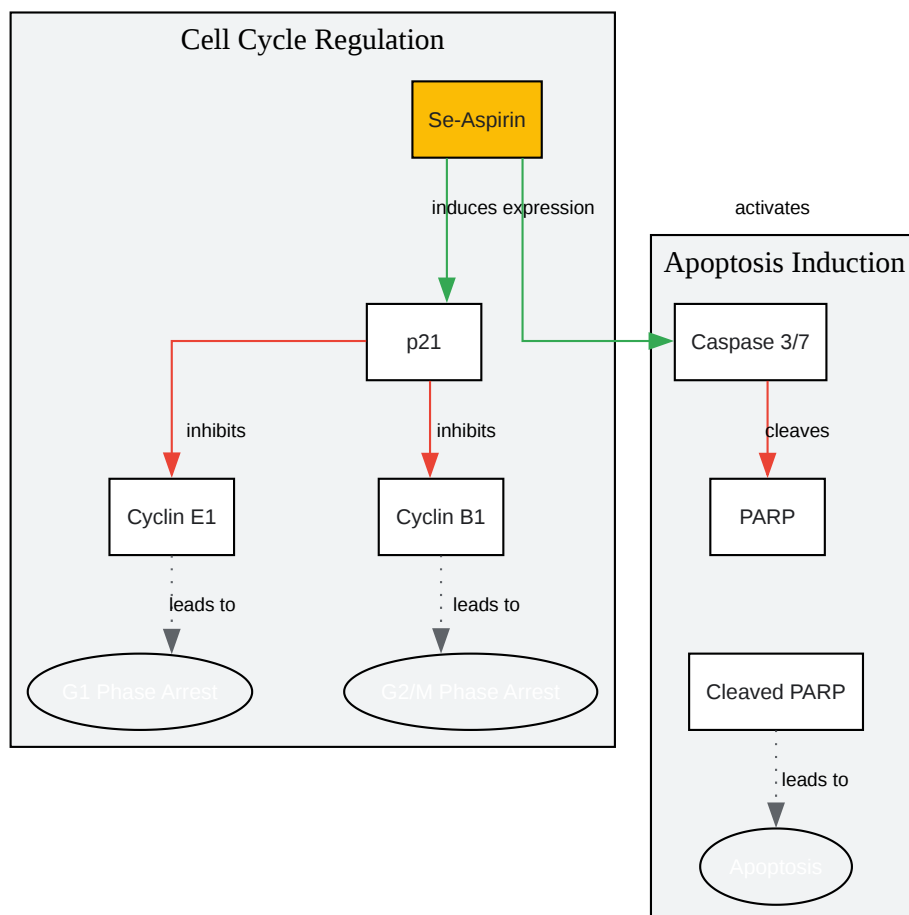 Cell Cycle Regulation
Se-Aspirin
induces expression
activates
Apoptosis Induction
p21
Caspase 3/7
inhibits
inhibits
cleaves
Cyclin E1
Cyclin B1
PARP
leads to
leads to
G1 Phase Arrest
G2/M Phase Arrest
Cleaved PARP
leads to
Apoptosis